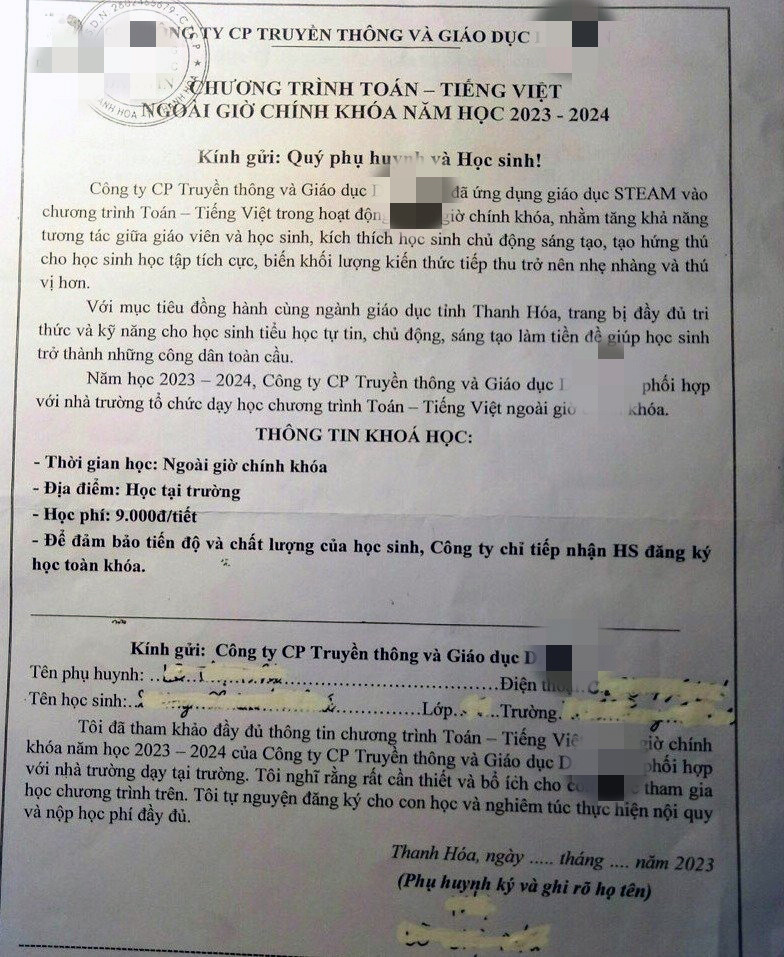 NG TY CP TRUYỀN THÔNG VÀ GIÁO DỤC
CHƯƠNG TRÌNH TOÁN – TIẾNG VIỆT
NGOÀI GIỜ CHÍNH KHÓA NĂM HỌC 2023 - 2024
Kính gửi: Quý phụ huynh và Học sinh!
Công ty CP Truyền thông và Giáo dục đã ứng dụng giáo dục STEAM vào
chương trình Toán – Tiếng Việt trong hoạt động giờ chính khóa, nhằm tăng khả năng
tương tác giữa giáo viên và học sinh, kích thích học sinh chủ động sáng tạo, tạo hứng thú
cho học sinh học tập tích cực, biến khối lượng kiến thức tiếp thu trở nên nhẹ nhàng và thú
vị hơn.
Với mục tiêu đồng hành cùng ngành giáo dục tỉnh Thanh Hóa, trang bị đầy đủ tri
thức và kỹ năng cho học sinh tiểu học tự tin, chủ động, sáng tạo làm tiền đề giúp học sinh
trở thành những công dân toàn cầu.
Năm học 2023 – 2024, Công ty CP Truyền thông và Giáo dục phối hợp
với nhà trường tổ chức dạy học chương trình Toán – Tiếng Việt ngoài giờ khóa.
THÔNG TIN KHOÁ HỌC:
- Thời gian học: Ngoài giờ chính khóa
- Địa điểm: Học tại trường
- Học phí: 9.000đ/tiết
- Để đảm bảo tiến độ và chất lượng của học sinh, Công ty chỉ tiếp nhận HS đăng ký
học toàn khóa.
Kính gửi: Công ty CP Truyền thông và Giáo dục D
Tên phụ huynh: Điện thoại
Tên học sinh: Lớp Trường
Tôi đã tham khảo đầy đủ thông tin chương trình Toán – Tiếng Việ giờ chính
khóa năm học 2023 – 2024 của Công ty CP Truyền thông và Giáo dục D phối hợp
với nhà trường dạy tại trường. Tôi nghĩ rằng rất cần thiết và bổ ích cho tham gia
học chương trình trên. Tôi tự nguyện đăng ký cho con học và nghiêm túc thực hiện nội quy
và nộp học phí đầy đủ.
Thanh Hóa, ngày ..... tháng .... năm 2023
(Phụ huynh ký và ghi rõ họ tên)